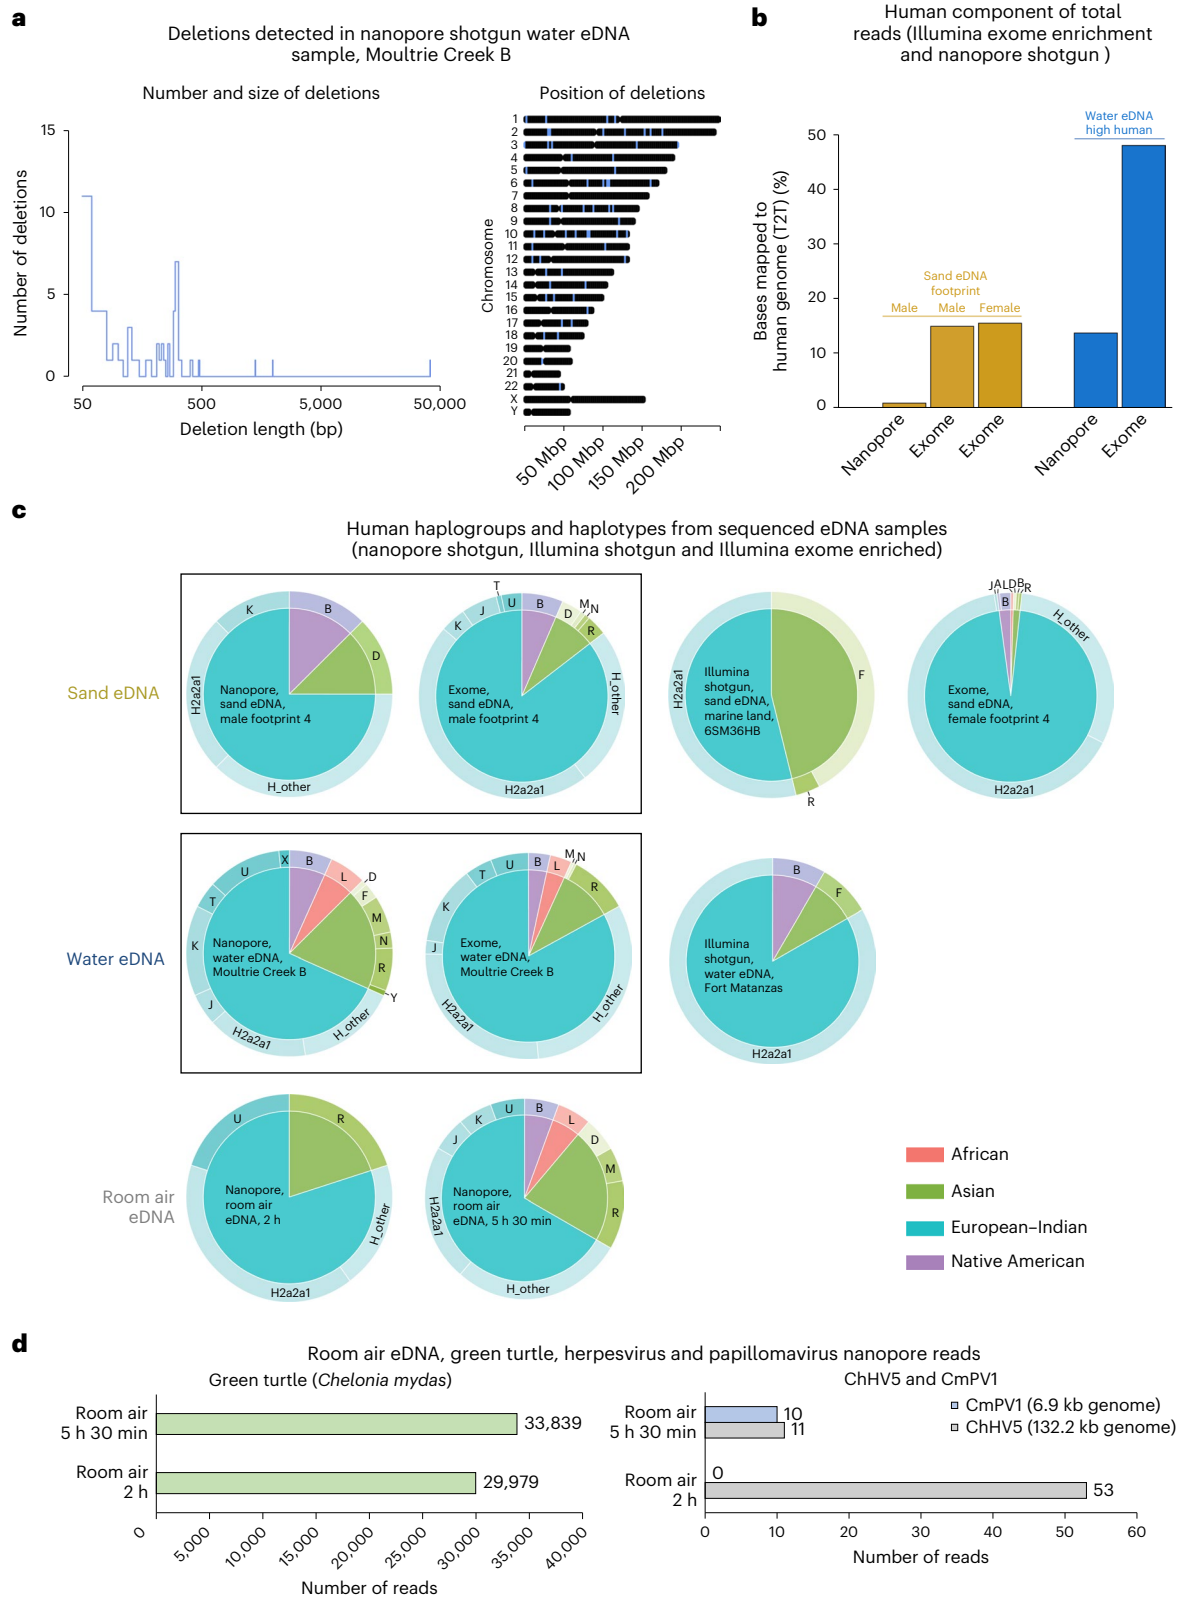 a
Deletions detected in nanopore shotgun water eDNA
sample, Moultrie Creek B
Number and size of deletions
15
10
5
0
Number of deletions
50
500
5,000
50,000
Deletion length (bp)
Position of deletions
Chromosome
1
2
3
4
5
6
7
8
9
10
11
12
13
14
15
16
17
18
19
20
21
22
X
Y
50 Mbp
100 Mbp
150 Mbp
200 Mbp
b
Human component of total
reads (Illumina exome enrichment
and nanopore shotgun )
Bases mapped to
human genome (T2T) (%)
50
40
30
20
10
0
Water eDNA
high human
Sand eDNA
footprint
Male
Male
Female
Nanopore
Exome
Exome
Nanopore
Exome
c
Human haplogroups and haplotypes from sequenced eDNA samples
(nanopore shotgun, Illumina shotgun and Illumina exome enriched)
Sand eDNA
K
B
D
H2a2a1
H_other
Nanopore,
sand eDNA,
male footprint 4
T
U
B
D
M
N
R
J
K
H_other
H2a2a1
Exome,
sand eDNA,
male footprint 4
H2a2a1
F
R
Illumina
shotgun,
sand eDNA,
marine land,
6SM36HB
J
A
L
D
B
R
B
H_other
H2a2a1
Exome,
sand eDNA,
female footprint 4
Water eDNA
X
B
L
D
F
M
N
R
Y
U
T
K
J
H2a2a1
H_other
Nanopore,
water eDNA,
Moultrie Creek B
U
B
L
M
N
R
T
K
J
H2a2a1
H_other
Exome,
water eDNA,
Moultrie Creek B
B
F
H2a2a1
Illumina
shotgun,
water eDNA,
Fort Matanzas
Room air
eDNA
U
R
H_other
H2a2a1
Nanopore,
room air
eDNA, 2 h
U
B
L
D
M
R
K
J
H2a2a1
H_other
Nanopore,
room air
eDNA, 5 h 30 min
African
Asian
European–Indian
Native American
d
Room air eDNA, green turtle, herpesvirus and papillomavirus nanopore reads
Green turtle (Chelonia mydas)
Room air
5 h 30 min
33,839
Room air
2 h
29,979
0
5,000
10,000
15,000
20,000
25,000
30,000
35,000
40,000
Number of reads
ChHV5 and CmPV1
CmPV1 (6.9 kb genome)
ChHV5 (132.2 kb genome)
Room air
5 h 30 min
10
11
Room air
2 h
0
53
0
10
20
30
40
50
60
Number of reads